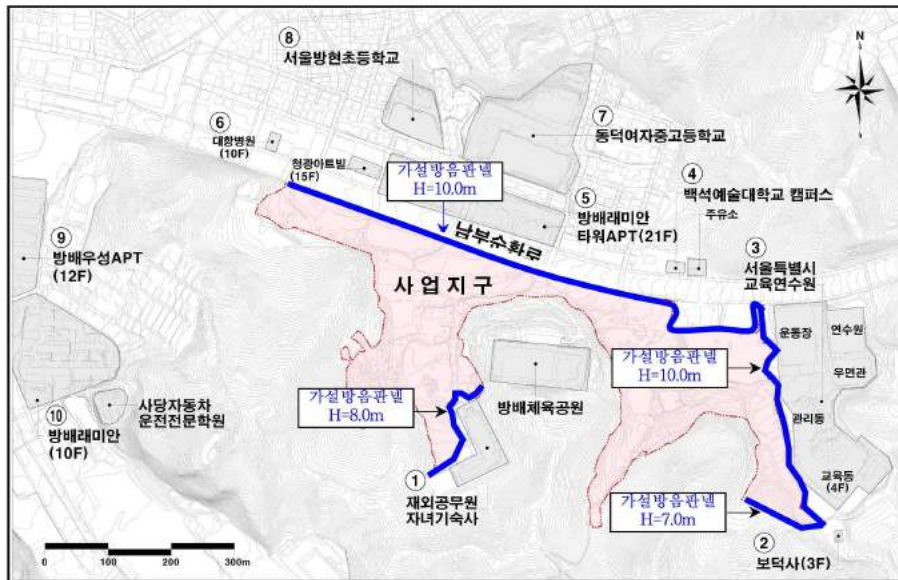 ⑧
서울방현초등학교
N
⑥
대항병원
(10F)
청광아트빌
(15F)
가설방음판넬
H=10.0m
⑦
동덕여자중고등학교
④
백석예술대학교 캠퍼스
주유소
⑤
방배래미안
타워APT(21F)
남부순환로
③
서울특별시
교육연수원
⑨
방배우성APT
(12F)
사업지구
운동장
연수원
우면관
가설방음판넬
H=10.0m
방배체육공원
가설방음판넬
H=8.0m
관리동
⑩
방배래미안
(10F)
사당자동차
운전전문학원
①
재외공무원
자녀기숙사
교육동
(4F)
가설방음판넬
H=7.0m
②
보덕사(3F)
0 100 200 300m